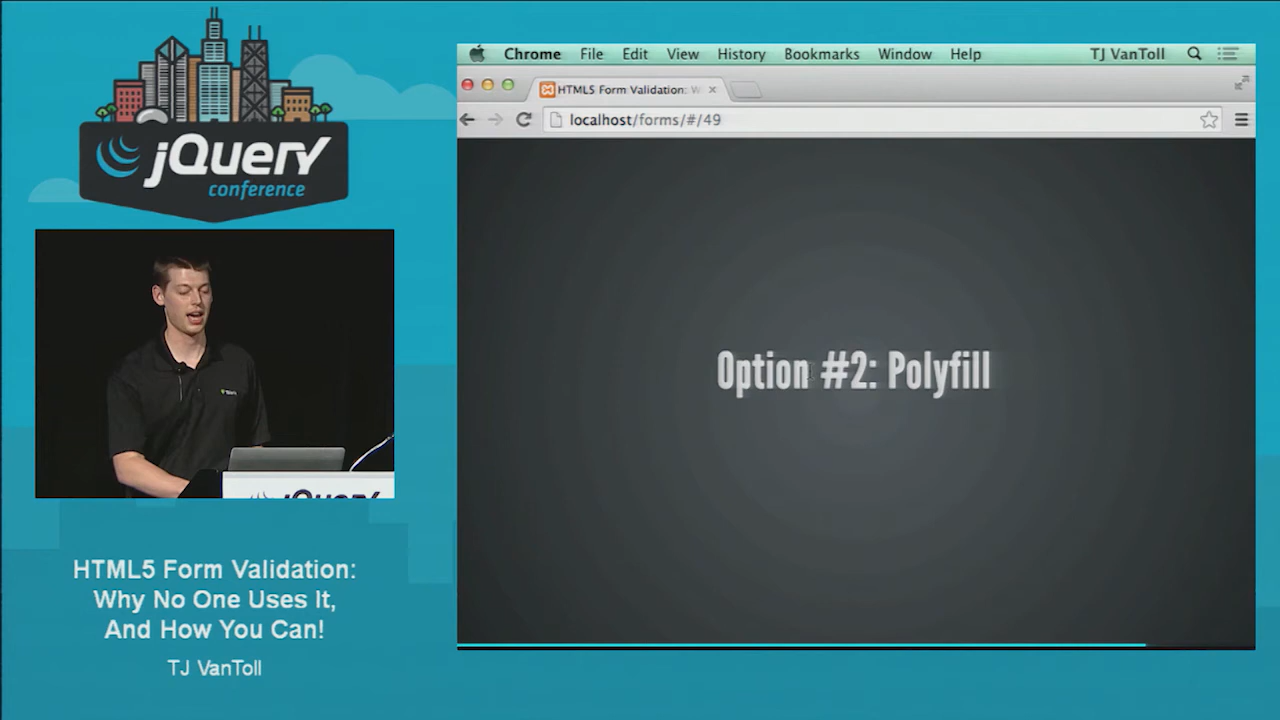 jQuery
conference
HTML5 Form Validation:
Why No One Uses It,
And How You Can!
TJ VanToll
Chrome File Edit View History Bookmarks Window Help TJ VanToll
HTML5 Form Validation: W
localhost/forms/#/49
Option #2: Polyfill
jQuery